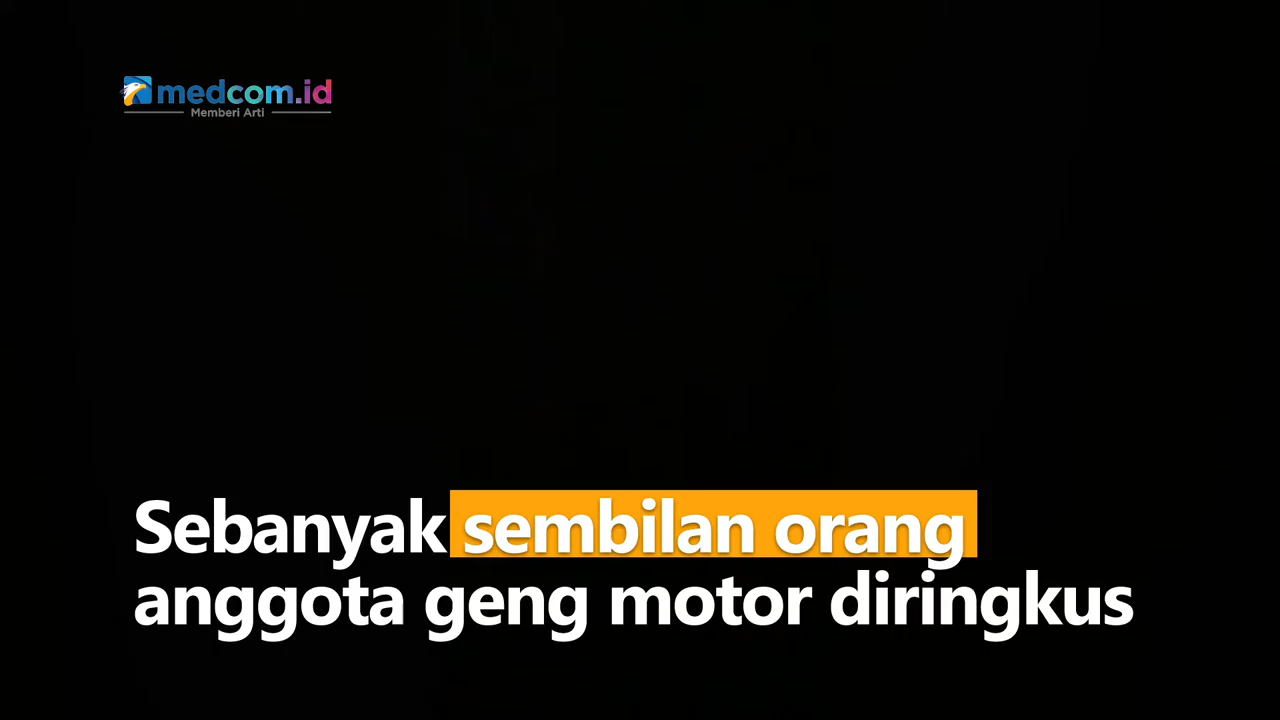 medcom.id
Memberi Arti
Sebanyak sembilan orang
anggota geng motor diringkus